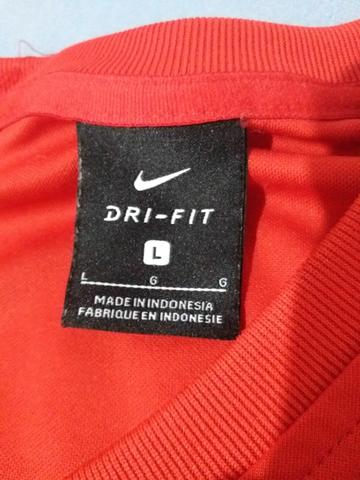 DRI-FIT
L
L G G
MADE IN INDONESIA
FABRIQUE EN INDONESIE